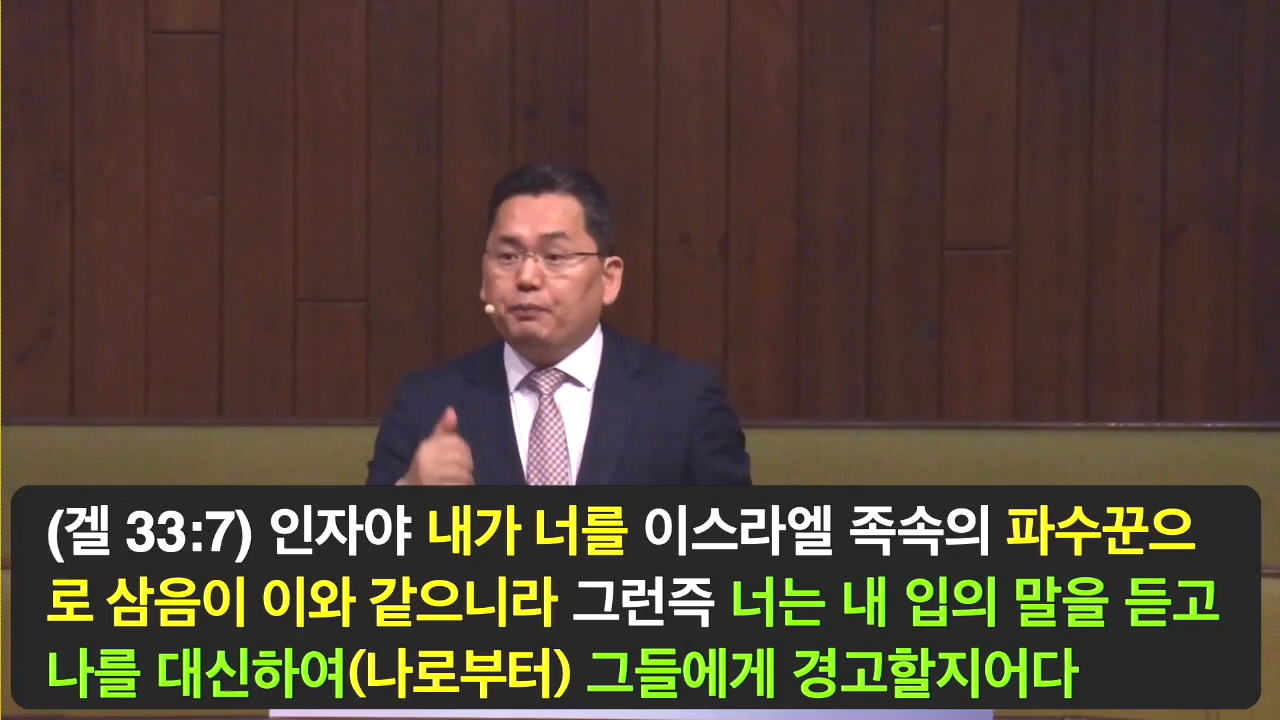 (겔 33:7) 인자야 내가 너를 이스라엘 족속의 파수꾼으
로 삼음이 이와 같으니라 그런즉 너는 내 입의 말을 듣고
나를 대신하여(나로부터) 그들에게 경고할지어다